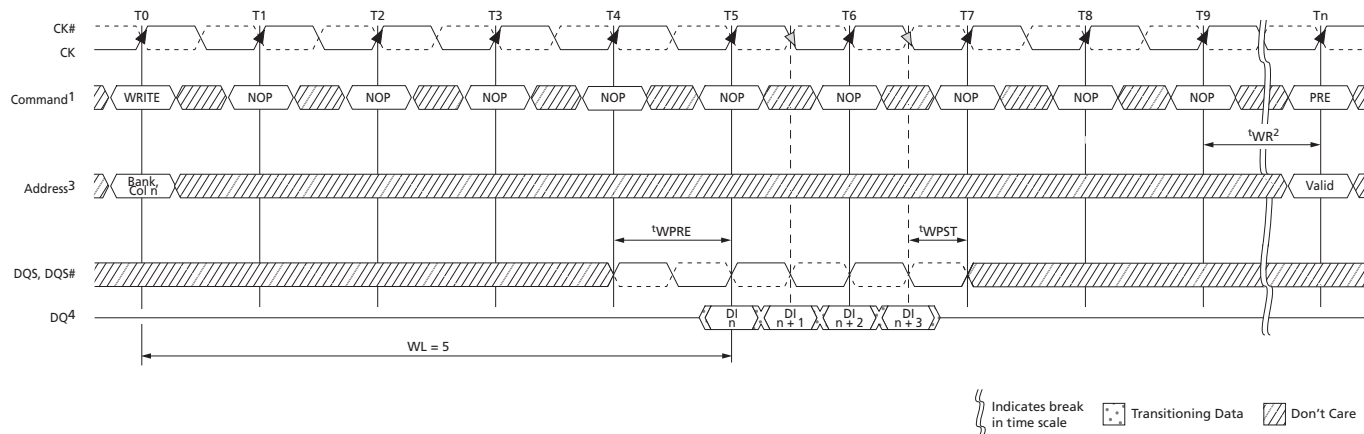 T0 T1 T2 T3 T4 T5 T6 T7 T8 T9 Tn
CK#
CK
Command1 WRITE NOP NOP NOP NOP NOP NOP NOP NOP NOP PRE
tWR2
Address3 Bank, Col n Valid
tWPRE tWPST
DQS, DQS#
DQ4 DI n DI n + 1 DI n + 2 DI n + 3
WL = 5
Indicates break in time scale Transitioning Data Don't Care